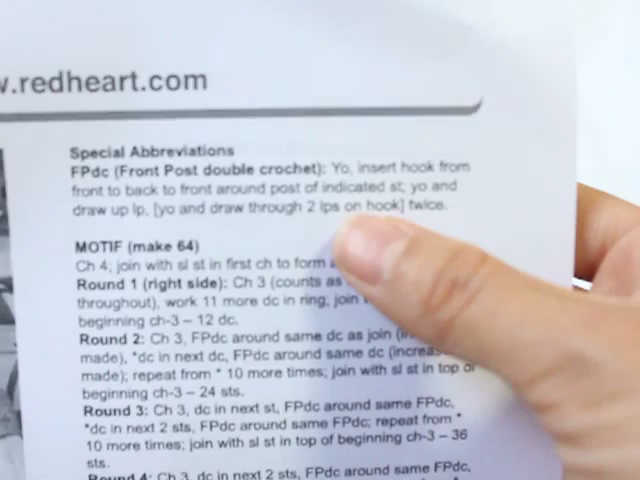 w.redheart.com
Special Abbreviations
FPdc (Front Post double crochet): Yo, insert hook from
front to back to front around post of indicated st; yo and
draw up lp, [yo and draw through 2 lps on hook] twice.
MOTIF (make 64)
Ch 4; join with sl st in first ch to form
Round 1 (right side): Ch 3 (counts as
throughout), work 11 more dc in ring; join
beginning ch-3 – 12 dc.
Round 2: Ch 3, FPdc around same dc as join
made), *dc in next dc, FPdc around same dc (increas
made); repeat from * 10 more times; join with sl st in top of
beginning ch-3 – 24 sts.
Round 3: Ch 3, dc in next st, FPdc around same FPdc,
*dc in next 2 sts, FPdc around same FPdc; repeat from *
10 more times; join with sl st in top of beginning ch-3 – 36
sts.
Round 4: Ch 3, dc in next 2 sts, FPdc around same FPdc,